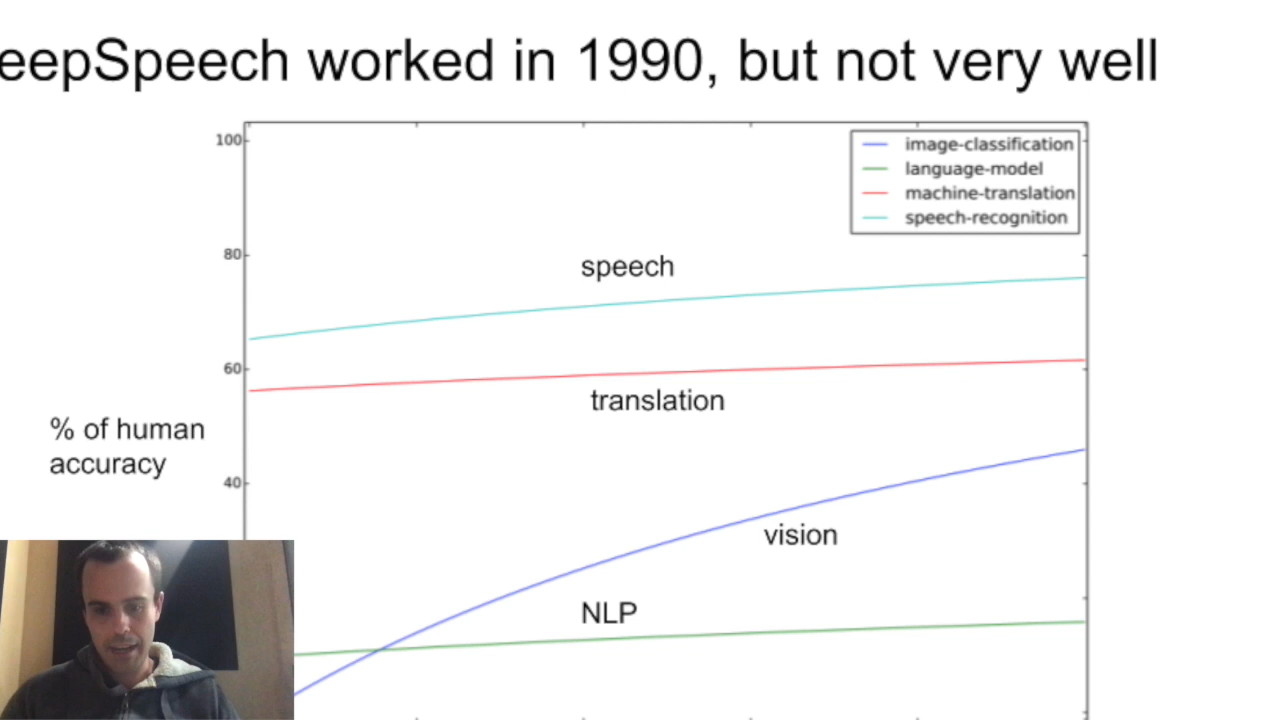 eepSpeech worked in 1990, but not very well
100
image-classification
language-model
machine-translation
speech-recognition
80
speech
60
translation
% of human
accuracy
40
vision
NLP